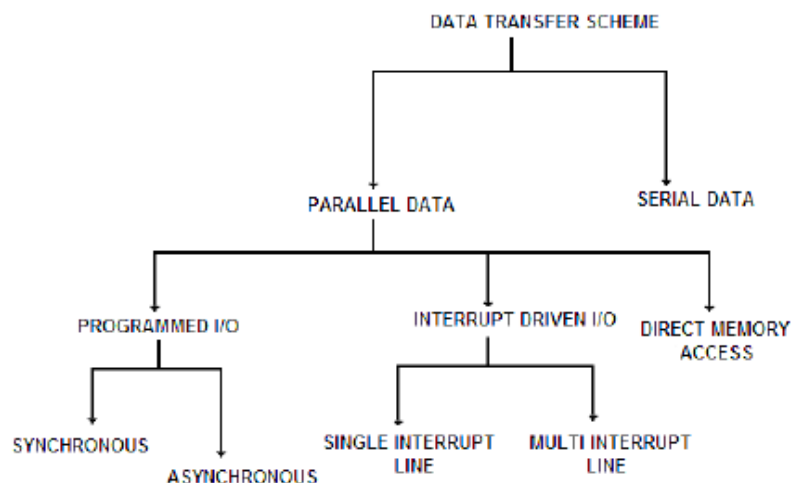 DATA TRANSFER SCHEME
PARALLEL DATA
SERIAL DATA
PROGRAMMED I/O
INTERRUPT DRIVEN I/O
DIRECT MEMORY
ACCESS
SYNCHRONOUS
ASYNCHRONOUS
SINGLE INTERRUPT
LINE
MULTI INTERRUPT
LINE